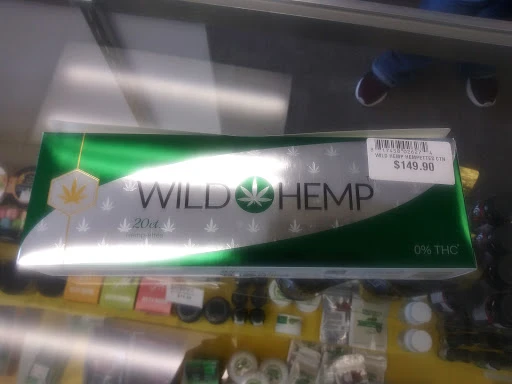 WILD HEMP HEMPETTES CTN
$149.90
WILD HEMP
20ct.
0% THC